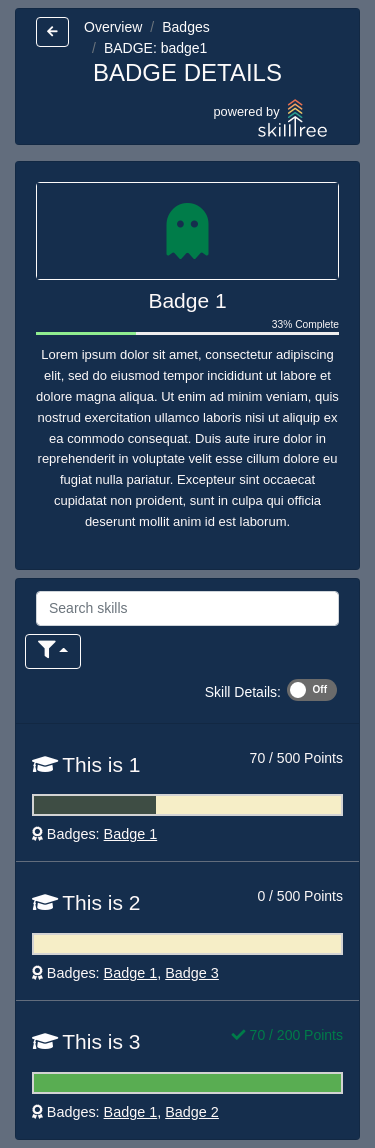 Overview / Badges
/ BADGE: badge1
BADGE DETAILS
powered by
skilltree
Badge 1
33% Complete
Lorem ipsum dolor sit amet, consectetur adipiscing
elit, sed do eiusmod tempor incididunt ut labore et
dolore magna aliqua. Ut enim ad minim veniam, quis
nostrud exercitation ullamco laboris nisi ut aliquip ex
ea commodo consequat. Duis aute irure dolor in
reprehenderit in voluptate velit esse cillum dolore eu
fugiat nulla pariatur. Excepteur sint occaecat
cupidatat non proident, sunt in culpa qui officia
deserunt mollit anim id est laborum.
Search skills
Skill Details: Off
This is 1 70 / 500 Points
Badges: Badge 1
This is 2 0 / 500 Points
Badges: Badge 1, Badge 3
This is 3 70 / 200 Points
Badges: Badge 1, Badge 2